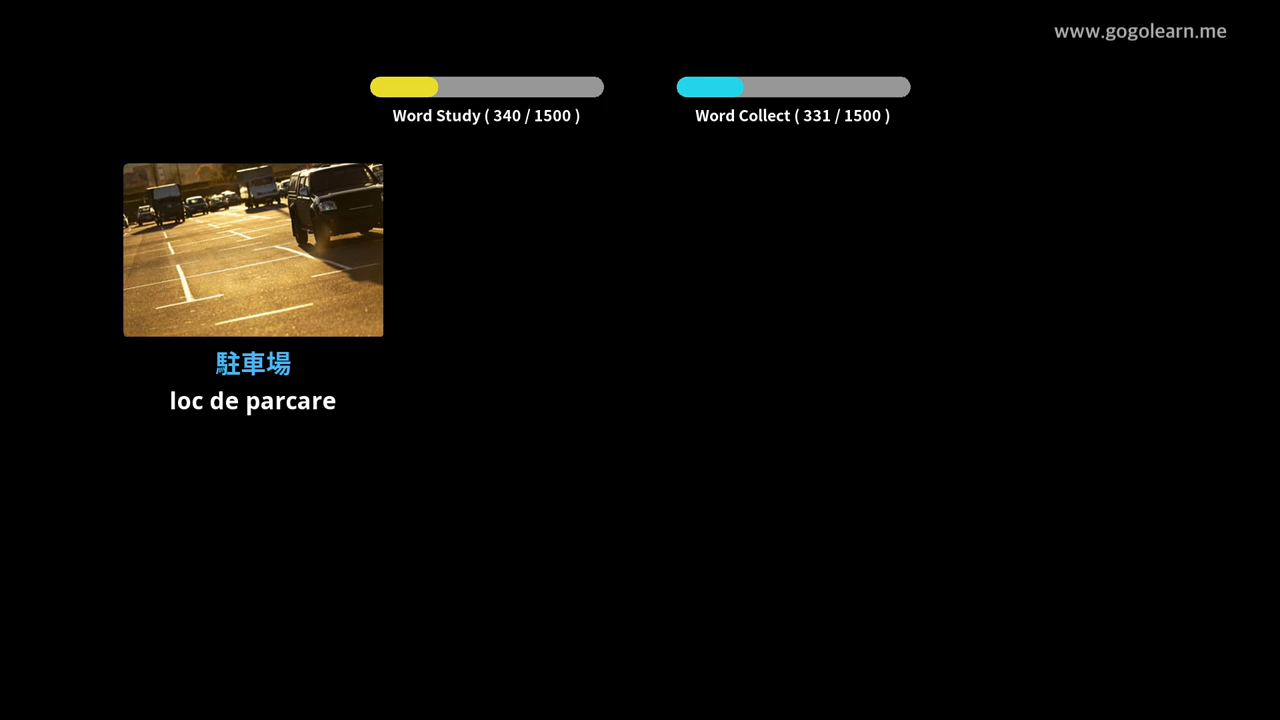 www.gogolearn.me
Word Study ( 340 / 1500 )
Word Collect ( 331 / 1500 )
駐車場
loc de parcare